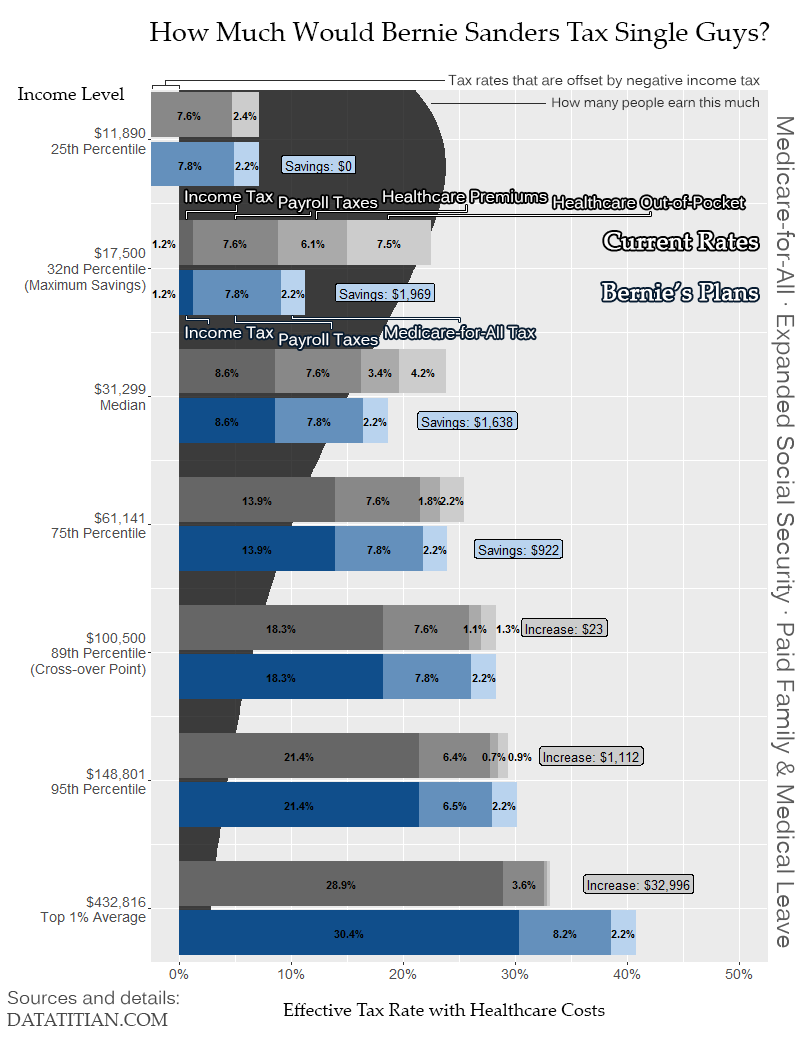 How Much Would Bernie Sanders Tax Single Guys?
Tax rates that are offset by negative income tax
Income Level
How many people earn this much
7.6% 2.4%
$11,890
25th Percentile
7.8% 2.2% Savings: $0
Income Tax Payroll Taxes Healthcare Premiums Healthcare Out-of-Pocket
1.2% 7.6% 6.1% 7.5% Current Rates
$17,500
32nd Percentile
(Maximum Savings)
1.2% 7.8% 2.2% Savings: $1,969 Bernie's Plans
Income Tax Payroll Taxes Medicare-for-All Tax
8.6% 7.6% 3.4% 4.2%
$31,299
Median
8.6% 7.8% 2.2% Savings: $1,638
13.9% 7.6% 1.8% 2.2%
$61,141
75th Percentile
13.9% 7.8% 2.2% Savings: $922
18.3% 7.6% 1.1% 1.3% Increase: $23
$100,500
89th Percentile
(Cross-over Point)
18.3% 7.8% 2.2%
21.4% 6.4% 0.7% 0.9% Increase: $1,112
$148,801
95th Percentile
21.4% 6.5% 2.2%
28.9% 3.6% Increase: $32,996
$432,816
Top 1% Average
30.4% 8.2% 2.2%
0% 10% 20% 30% 40% 50%
Effective Tax Rate with Healthcare Costs
Sources and details:
DATATITIAN.COM
Medicare-for-All · Expanded Social Security · Paid Family & Medical Leave